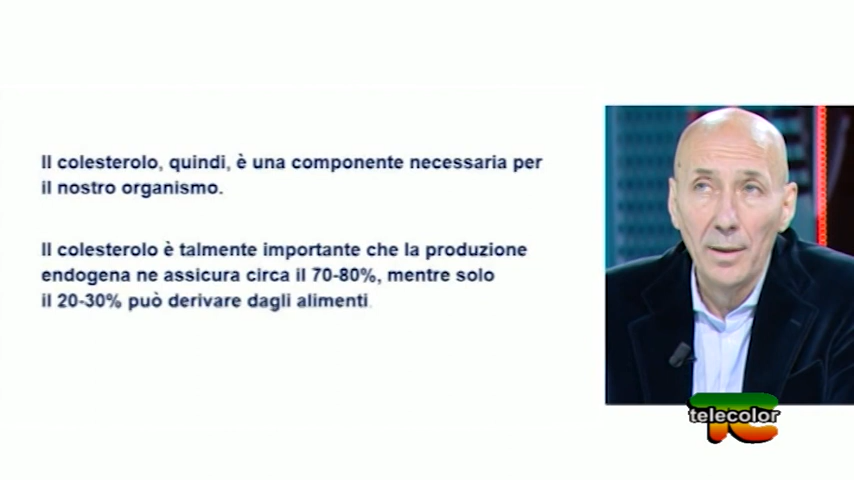 Il colesterolo, quindi, è una componente necessaria per
il nostro organismo.
Il colesterolo è talmente importante che la produzione
endogena ne assicura circa il 70-80%, mentre solo
il 20-30% può derivare dagli alimenti.
telecolor
TC